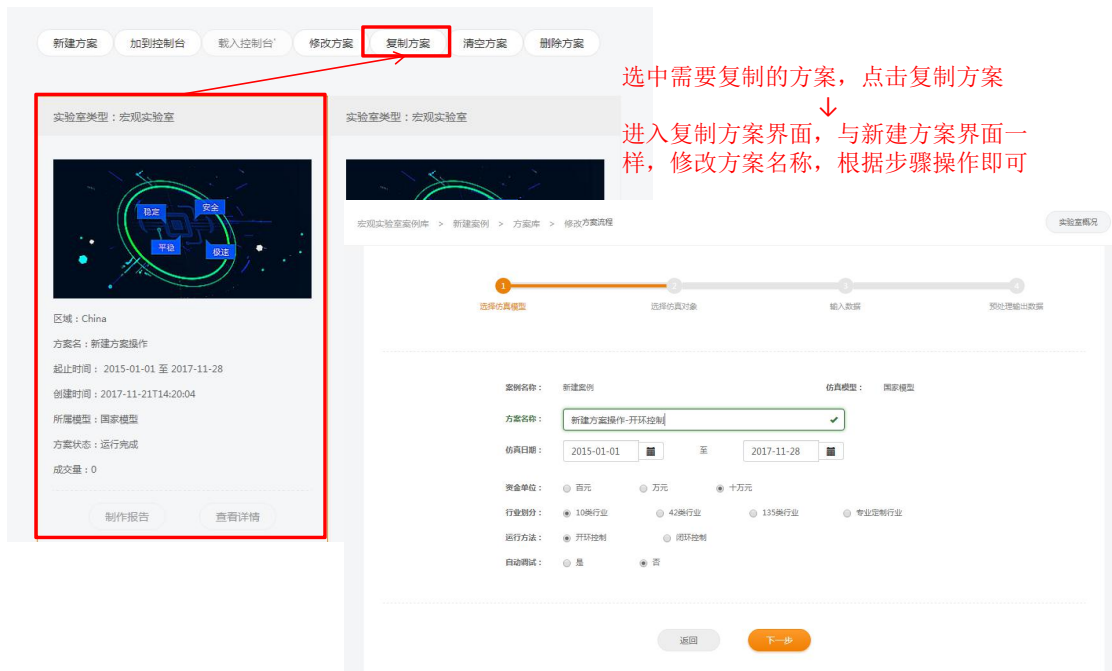 新建方案 加到控制台 载入控制台` 修改方案 复制方案 清空方案 删除方案
选中需要复制的方案，点击复制方案
↓
进入复制方案界面，与新建方案界面一
样，修改方案名称，根据步骤操作即可
实验室类型：宏观实验室
实验室类型：宏观实验室
稳定
安全
平稳
极速
区域：China
方案名：新建方案操作
起止时间： 2015-01-01 至 2017-11-28
创建时间：2017-11-21T14:20:04
所属模型：国家模型
方案状态：运行完成
成交量：0
制作报告 查看详情
宏观实验室案例库 > 新建案例 > 方案库 > 修改方案流程
实验室概况
1 2 3 4
选择仿真模型 选择仿真对象 输入数据 预处理输出数据
案例名称： 新建案例 仿真模型： 国家模型
方案名称： 新建方案操作-开环控制
仿真日期： 2015-01-01 至 2017-11-28
资金单位： 百元 万元 十万元
行业划分： 10类行业 42类行业 135类行业 专业定制行业
运行方法： 开环控制 闭环控制
自动调试： 是 否
返回 下一步